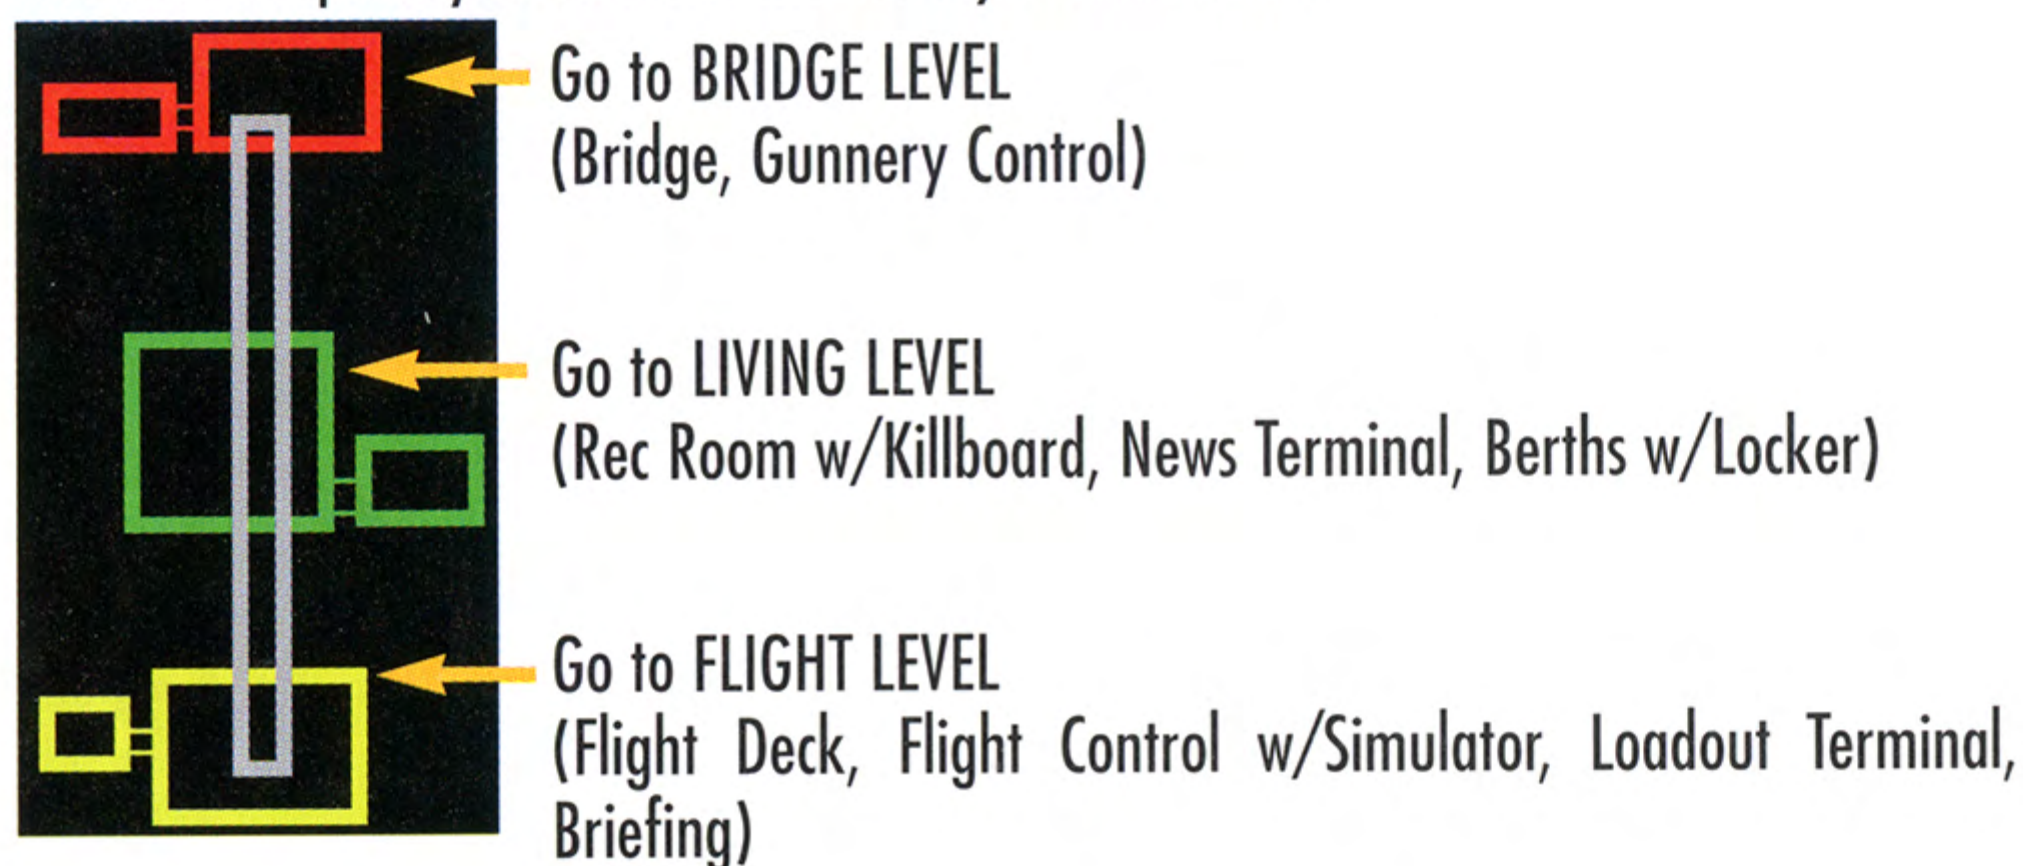 Go to BRIDGE LEVEL
(Bridge, Gunnery Control)
Go to LIVING LEVEL
(Rec Room w/Killboard, News Terminal, Berths w/Locker)
Go to FLIGHT LEVEL
(Flight Deck, Flight Control w/Simulator, Loadout Terminal,
Briefing)